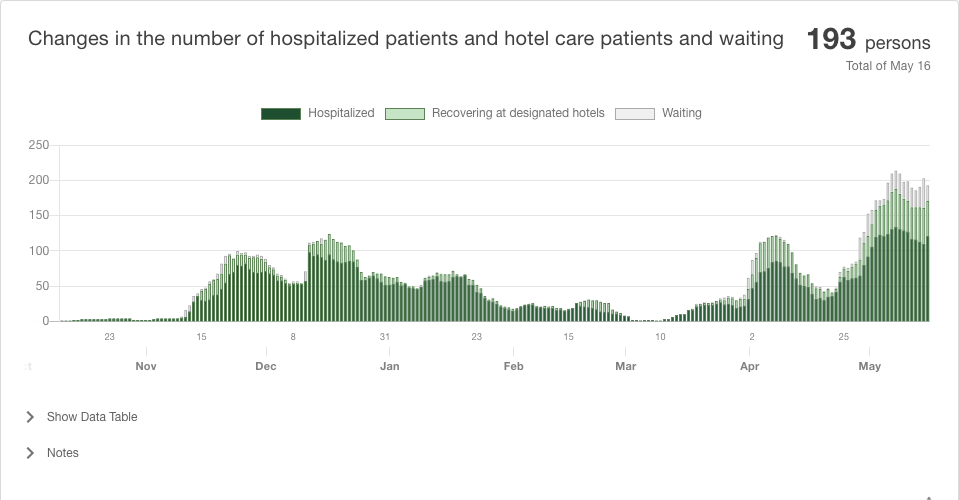 Changes in the number of hospitalized patients and hotel care patients and waiting
193 persons
Total of May 16
Hospitalized Recovering at designated hotels Waiting
250
200
150
100
50
0
23 15 8 31 23 15 10 2 25
Nov Dec Jan Feb Mar Apr May
Show Data Table
Notes